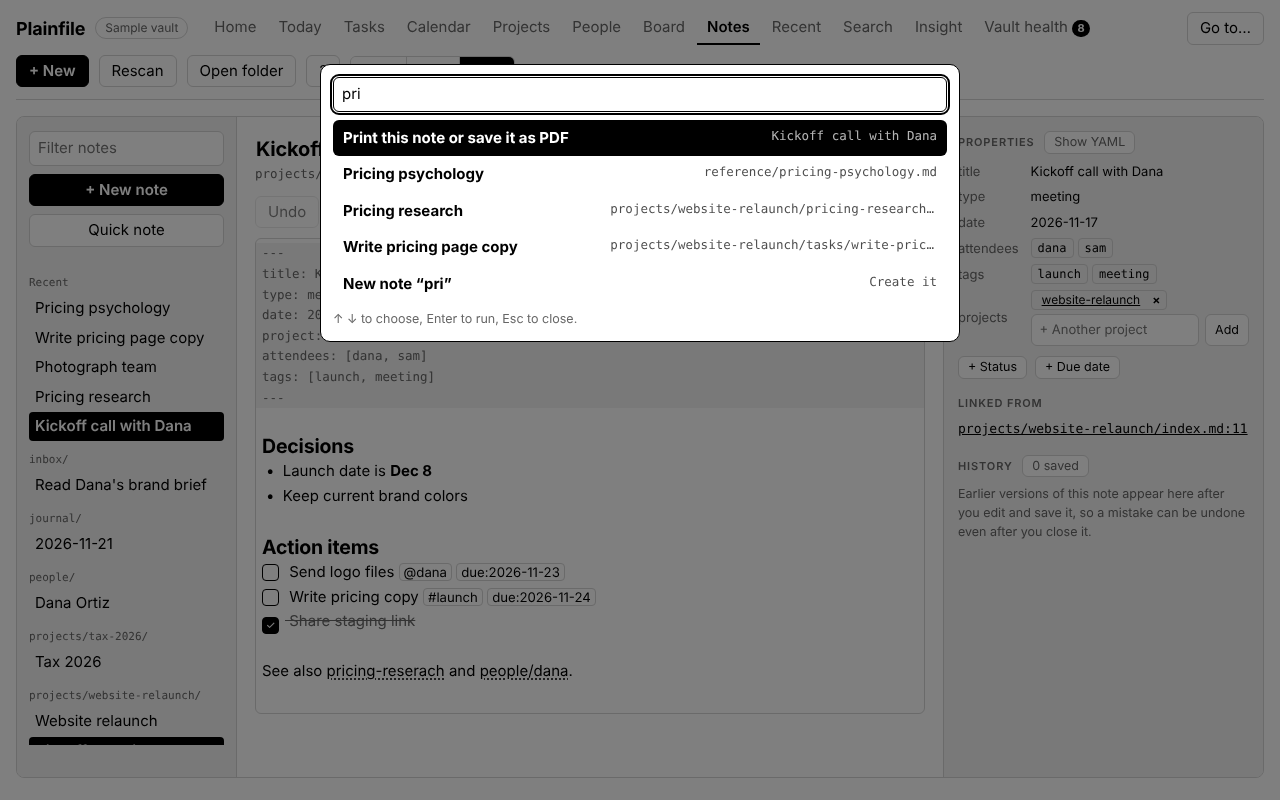 Plainfile Sample vault Home Today Tasks Calendar Projects People Board Notes Recent Search Insight Vault health 8 Go to...
+ New Rescan Open folder
pri
Print this note or save it as PDF Kickoff call with Dana
Pricing psychology reference/pricing-psychology.md
Pricing research projects/website-relaunch/pricing-research…
Write pricing page copy projects/website-relaunch/tasks/write-pric…
New note “pri” Create it
↑ ↓ to choose, Enter to run, Esc to close.
Filter notes
+ New note
Quick note
Recent
Pricing psychology
Write pricing page copy
Photograph team
Pricing research
Kickoff call with Dana
inbox/
Read Dana's brand brief
journal/
2026-11-21
people/
Dana Ortiz
projects/tax-2026/
Tax 2026
projects/website-relaunch/
Website relaunch
Kickoff
projects/
Undo
---
title:
type:
date:
project:
attendees: [dana, sam]
tags: [launch, meeting]
---
Decisions
• Launch date is Dec 8
• Keep current brand colors
Action items
Send logo files @dana due:2026-11-23
Write pricing copy #launch due:2026-11-24
Share staging link
See also pricing-reserach and people/dana.
PROPERTIES Show YAML
title Kickoff call with Dana
type meeting
date 2026-11-17
attendees dana sam
tags launch meeting
website-relaunch ×
projects + Another project Add
+ Status + Due date
LINKED FROM
projects/website-relaunch/index.md:11
HISTORY 0 saved
Earlier versions of this note appear here after
you edit and save it, so a mistake can be undone
even after you close it.